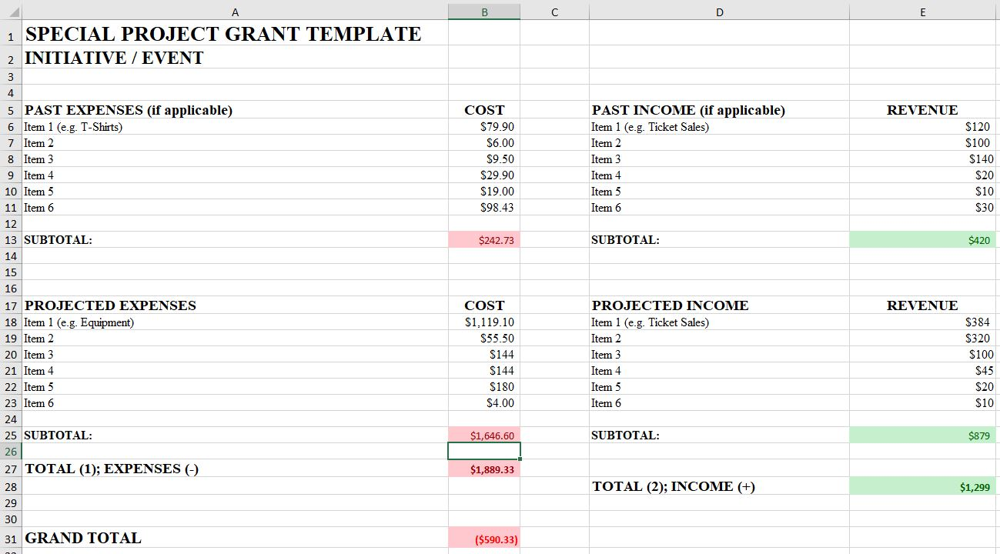 A B C D E
1 SPECIAL PROJECT GRANT TEMPLATE
2 INITIATIVE / EVENT
3
4
5 PAST EXPENSES (if applicable) COST PAST INCOME (if applicable) REVENUE
6 Item 1 (e.g. T-Shirts) $79.90 Item 1 (e.g. Ticket Sales) $120
7 Item 2 $6.00 Item 2 $100
8 Item 3 $9.50 Item 3 $140
9 Item 4 $29.90 Item 4 $20
10 Item 5 $19.00 Item 5 $10
11 Item 6 $98.43 Item 6 $30
12
13 SUBTOTAL: $242.73 SUBTOTAL: $420
14
15
16
17 PROJECTED EXPENSES COST PROJECTED INCOME REVENUE
18 Item 1 (e.g. Equipment) $1,119.10 Item 1 (e.g. Ticket Sales) $384
19 Item 2 $55.50 Item 2 $320
20 Item 3 $144 Item 3 $100
21 Item 4 $144 Item 4 $45
22 Item 5 $180 Item 5 $20
23 Item 6 $4.00 Item 6 $10
24
25 SUBTOTAL: $1,646.60 SUBTOTAL: $879
26
27 TOTAL (1); EXPENSES (-) $1,889.33
28 TOTAL (2); INCOME (+) $1,299
29
30
31 GRAND TOTAL ($590.33)